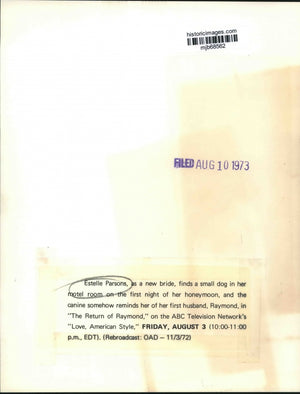 historicimages.com
mjb68562
FILED AUG 10 1973
Estelle Parsons, as a new bride, finds a small dog in her
motel room on the first night of her honeymoon, and the
canine somehow reminds her of her first husband, Raymond, in
"The Return of Raymond," on the ABC Television Network's
"Love, American Style," FRIDAY, AUGUST 3 (10:00-11:00
p.m., EDT). (Rebroadcast: OAD - 11/3/72)